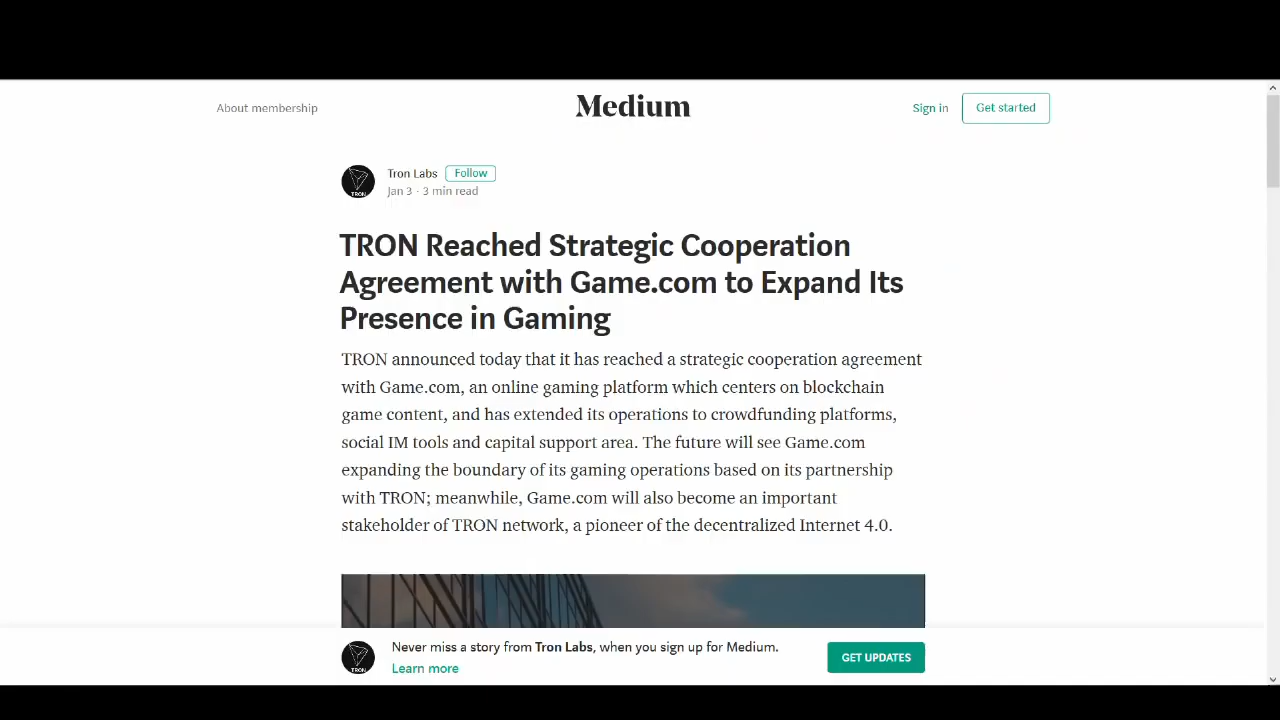 About membership
Medium
Sign in
Get started
Tron Labs
Follow
Jan 3 · 3 min read
TRON
TRON Reached Strategic Cooperation
Agreement with Game.com to Expand Its
Presence in Gaming
TRON announced today that it has reached a strategic cooperation agreement
with Game.com, an online gaming platform which centers on blockchain
game content, and has extended its operations to crowdfunding platforms,
social IM tools and capital support area. The future will see Game.com
expanding the boundary of its gaming operations based on its partnership
with TRON; meanwhile, Game.com will also become an important
stakeholder of TRON network, a pioneer of the decentralized Internet 4.0.
Never miss a story from Tron Labs, when you sign up for Medium.
Learn more
TRON
GET UPDATES